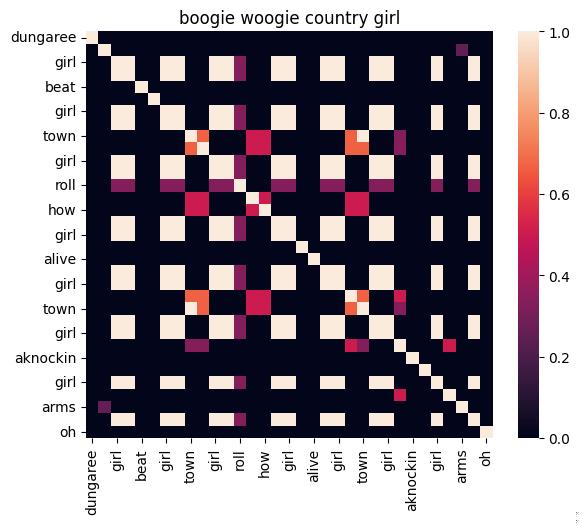 boogie woogie country girl
dungaree
girl
beat
girl
town
girl
roll
how
girl
alive
girl
town
girl
aknockin
girl
arms
oh
1.0
0.8
0.6
0.4
0.2
0.0
dungaree
girl
beat
girl
town
girl
roll
how
girl
alive
girl
town
girl
aknockin
girl
arms
oh